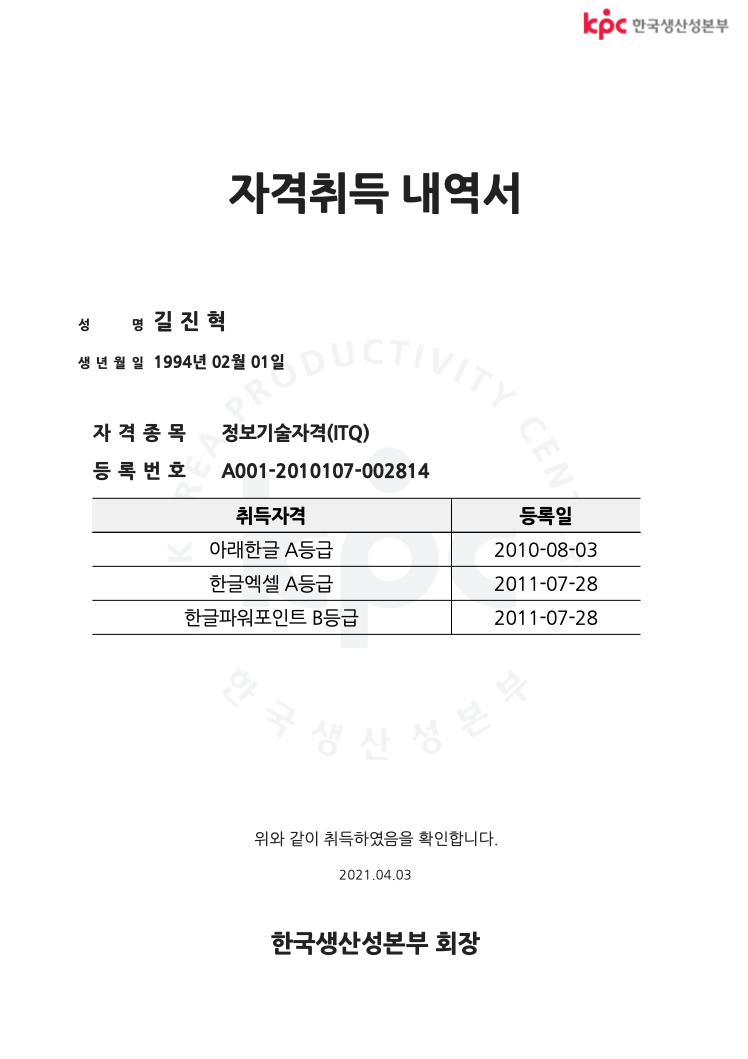 kpc 한국생산성본부
자격취득 내역서
성 명 길 진 혁
생 년 월 일 1994년 02월 01일
자 격 종 목 정보기술자격(ITQ)
등 록 번 호 A001-2010107-002814
취득자격 등록일
아래한글 A등급 2010-08-03
한글엑셀 A등급 2011-07-28
한글파워포인트 B등급 2011-07-28
KOREA PRODUCTIVITY CENTER
kpc
한국생산성본부
위와 같이 취득하였음을 확인합니다.
2021.04.03
한국생산성본부 회장